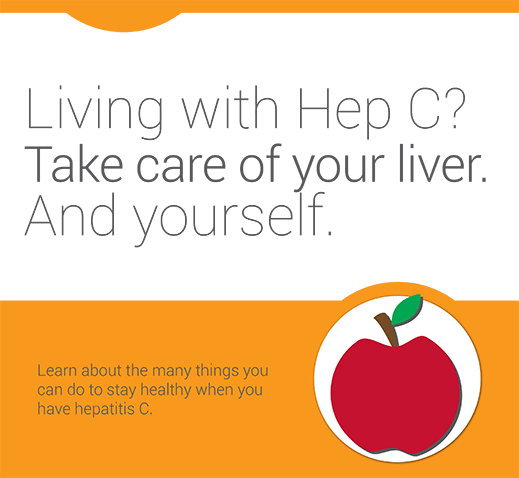 Living with Hep C?
Take care of your liver.
And yourself.
Learn about the many things you
can do to stay healthy when you
have hepatitis C.